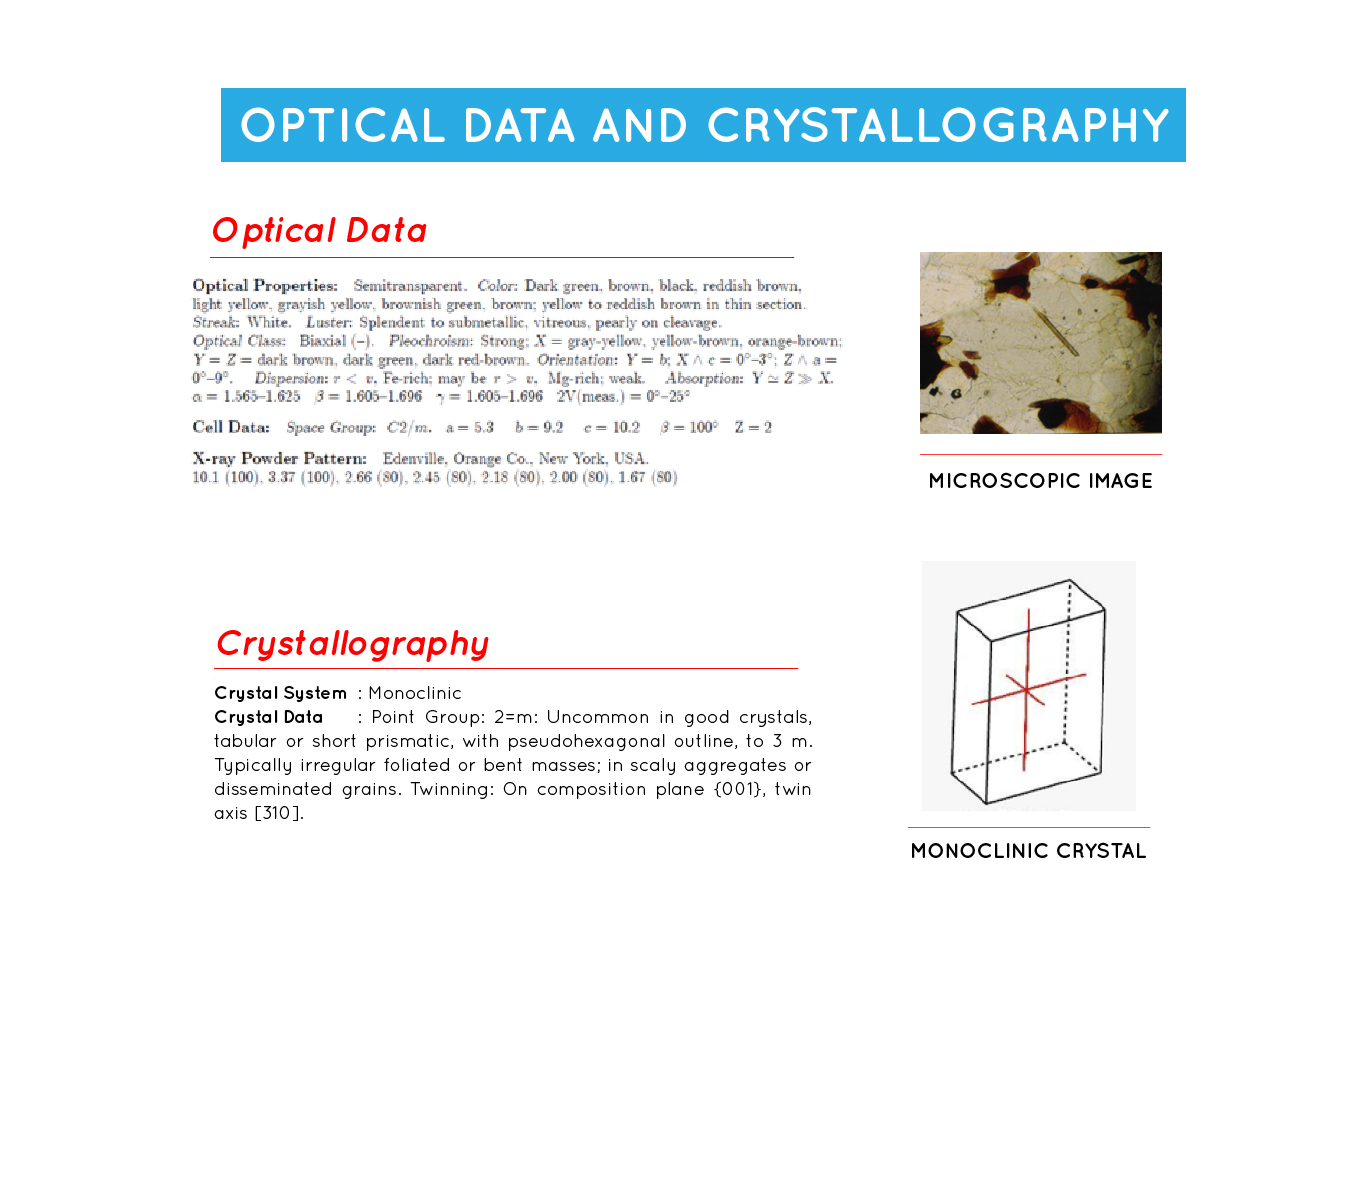 OPTICAL DATA AND CRYSTALLOGRAPHY
Optical Data
Optical Properties: Semitransparent. Color: Dark green, brown, black, reddish brown,
light yellow, grayish yellow, brownish green, brown; yellow to reddish brown in thin section.
Streak: White. Luster: Splendent to submetallic, vitreous, pearly on cleavage.
Optical Class: Biaxial (–). Pleochroism: Strong; X = gray-yellow, yellow-brown, orange-brown;
Y = Z = dark brown, dark green, dark red-brown. Orientation: Y = b; X ∧ c = 0°–3°; Z ∧ a =
0°–9°. Dispersion: r < v, Fe-rich; may be r > v, Mg-rich; weak. Absorption: Y ≃ Z ≫ X.
α = 1.565–1.625 β = 1.605–1.696 γ = 1.605–1.696 2V(meas.) = 0°–25°
Cell Data: Space Group: C2/m. a = 5.3 b = 9.2 c = 10.2 β = 100° Z = 2
X-ray Powder Pattern: Edenville, Orange Co., New York, USA.
10.1 (100), 3.37 (100), 2.66 (80), 2.45 (80), 2.18 (80), 2.00 (80), 1.67 (80)
MICROSCOPIC IMAGE
Crystallography
Crystal System : Monoclinic
Crystal Data : Point Group: 2=m: Uncommon in good crystals,
tabular or short prismatic, with pseudohexagonal outline, to 3 m.
Typically irregular foliated or bent masses; in scaly aggregates or
disseminated grains. Twinning: On composition plane {001}, twin
axis [310].
MONOCLINIC CRYSTAL